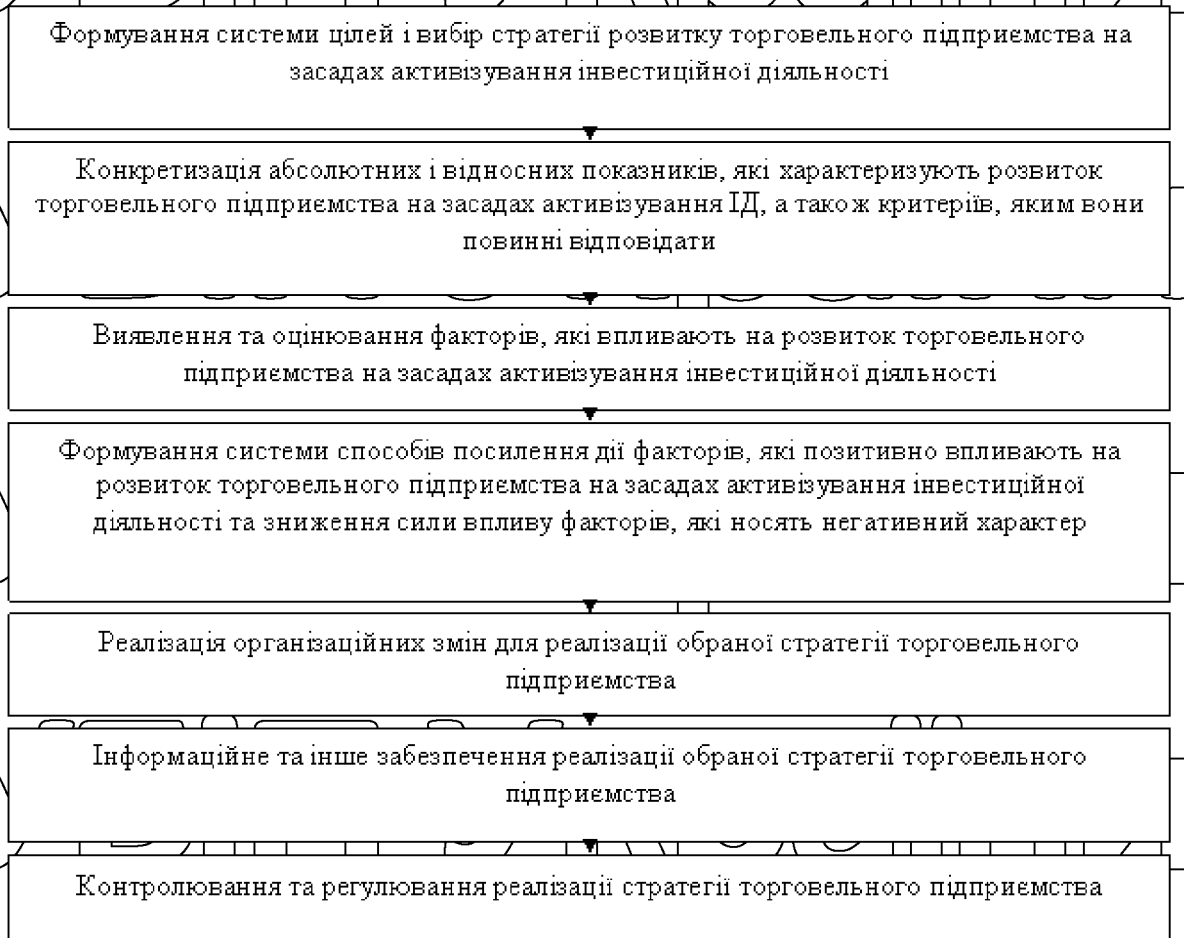 Формування системи цілей і вибір стратегії розвитку торговельного підприємства на
засадах активізування інвестиційної діяльності
Конкретизація абсолютних і відносних показників, які характеризують розвиток
торговельного підприємства на засадах активізування ІД, а також критеріїв, яким вони
повинні відповідати
Виявлення та оцінювання факторів, які впливають на розвиток торговельного
підприємства на засадах активізування інвестиційної діяльності
Формування системи способів посилення дії факторів, які позитивно впливають на
розвиток торговельного підприємства на засадах активізування інвестиційної
діяльності та зниження сили впливу факторів, які носять негативний характер
Реалізація організаційних змін для реалізації обраної стратегії торговельного
підприємства
Інформаційне та інше забезпечення реалізації обраної стратегії торговельного
підприємства
Контролювання та регулювання реалізації стратегії торговельного підприємства